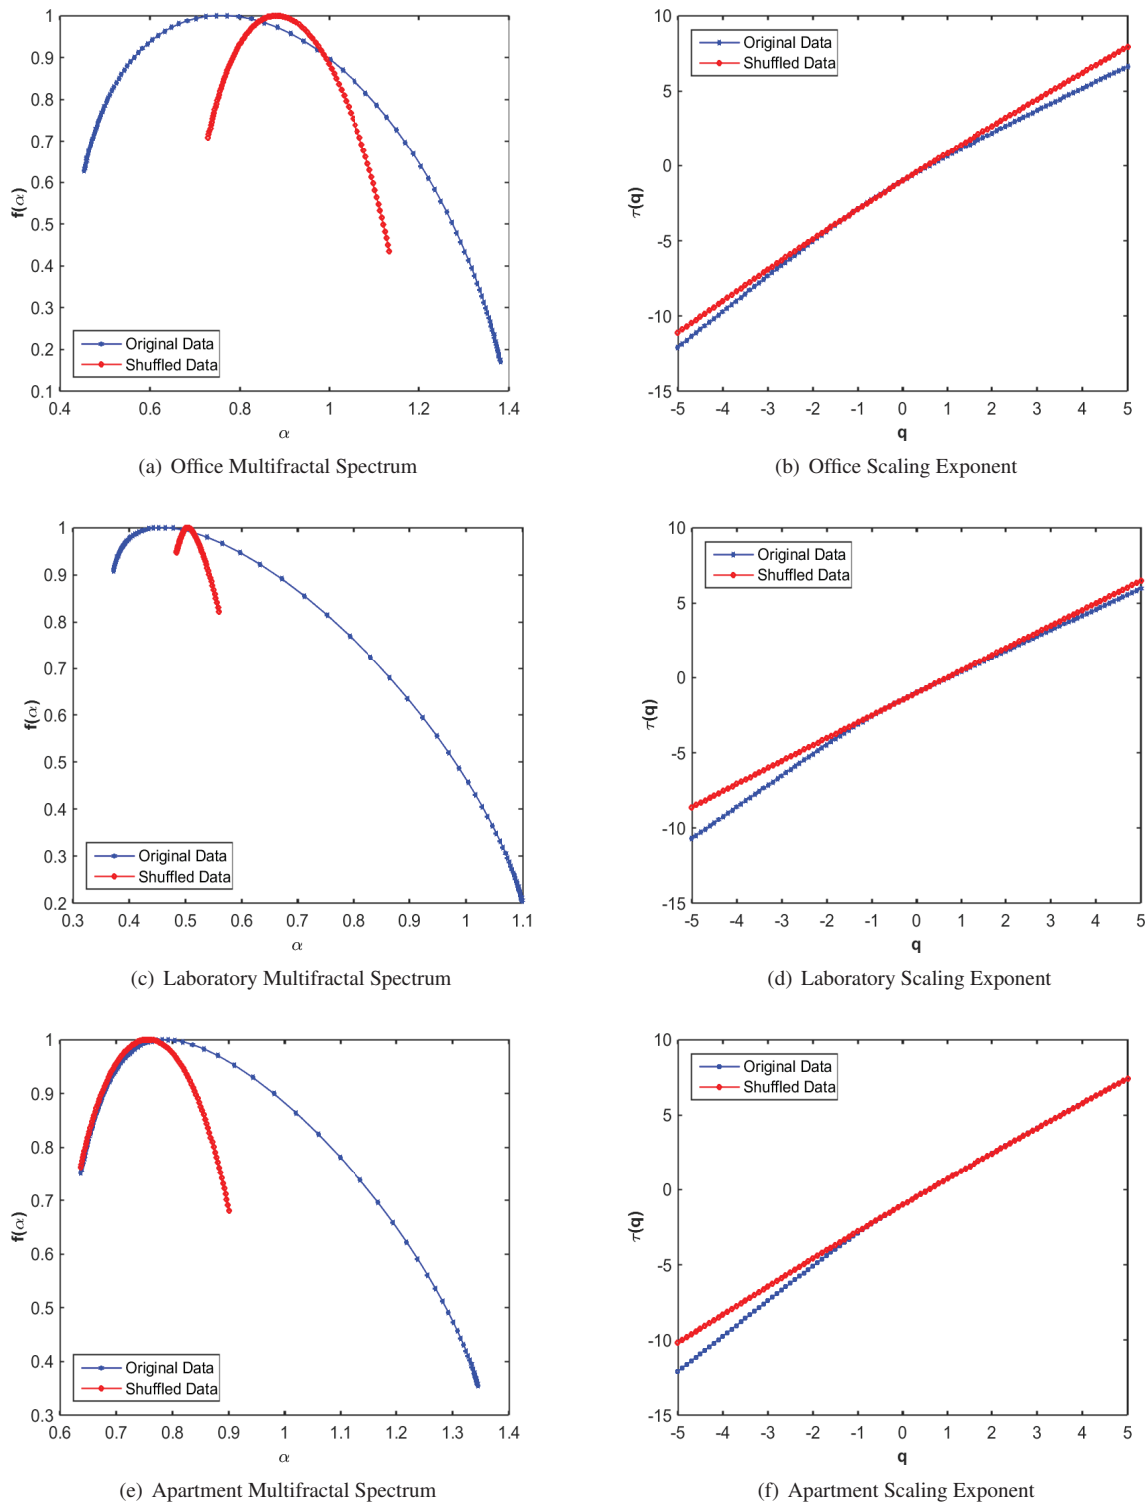 1
0.9
0.8
0.7
0.6
0.5
0.4
0.3
0.2
0.1
f(α)
Original Data
Shuffled Data
0.4 0.6 0.8 1 1.2 1.4
α
(a) Office Multifractal Spectrum
10
5
0
-5
-10
-15
τ(q)
Original Data
Shuffled Data
-5 -4 -3 -2 -1 0 1 2 3 4 5
q
(b) Office Scaling Exponent
1
0.9
0.8
0.7
0.6
0.5
0.4
0.3
0.2
f(α)
Original Data
Shuffled Data
0.3 0.4 0.5 0.6 0.7 0.8 0.9 1 1.1
α
(c) Laboratory Multifractal Spectrum
10
5
0
-5
-10
-15
τ(q)
Original Data
Shuffled Data
-5 -4 -3 -2 -1 0 1 2 3 4 5
q
(d) Laboratory Scaling Exponent
1
0.9
0.8
0.7
0.6
0.5
0.4
0.3
f(α)
Original Data
Shuffled Data
0.6 0.7 0.8 0.9 1 1.1 1.2 1.3 1.4
α
(e) Apartment Multifractal Spectrum
10
5
0
-5
-10
-15
τ(q)
Original Data
Shuffled Data
-5 -4 -3 -2 -1 0 1 2 3 4 5
q
(f) Apartment Scaling Exponent